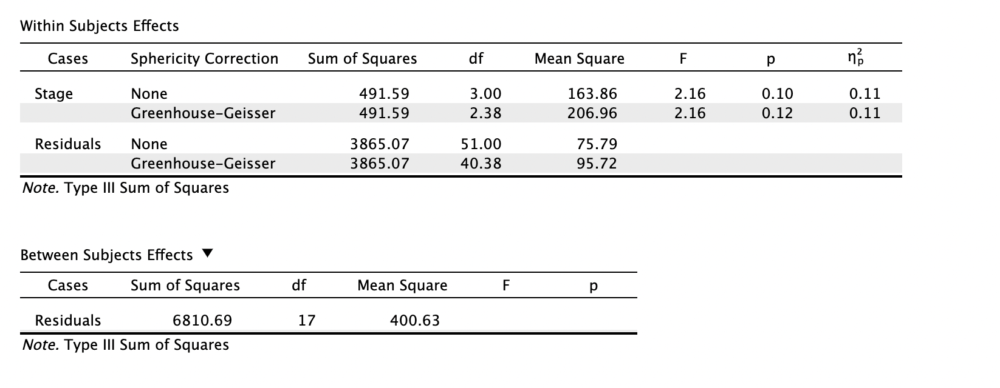 Within Subjects Effects
Cases Sphericity Correction Sum of Squares df Mean Square F p η²p
Stage None 491.59 3.00 163.86 2.16 0.10 0.11
Greenhouse–Geisser 491.59 2.38 206.96 2.16 0.12 0.11
Residuals None 3865.07 51.00 75.79
Greenhouse–Geisser 3865.07 40.38 95.72
Note. Type III Sum of Squares
Between Subjects Effects ▼
Cases Sum of Squares df Mean Square F p
Residuals 6810.69 17 400.63
Note. Type III Sum of Squares